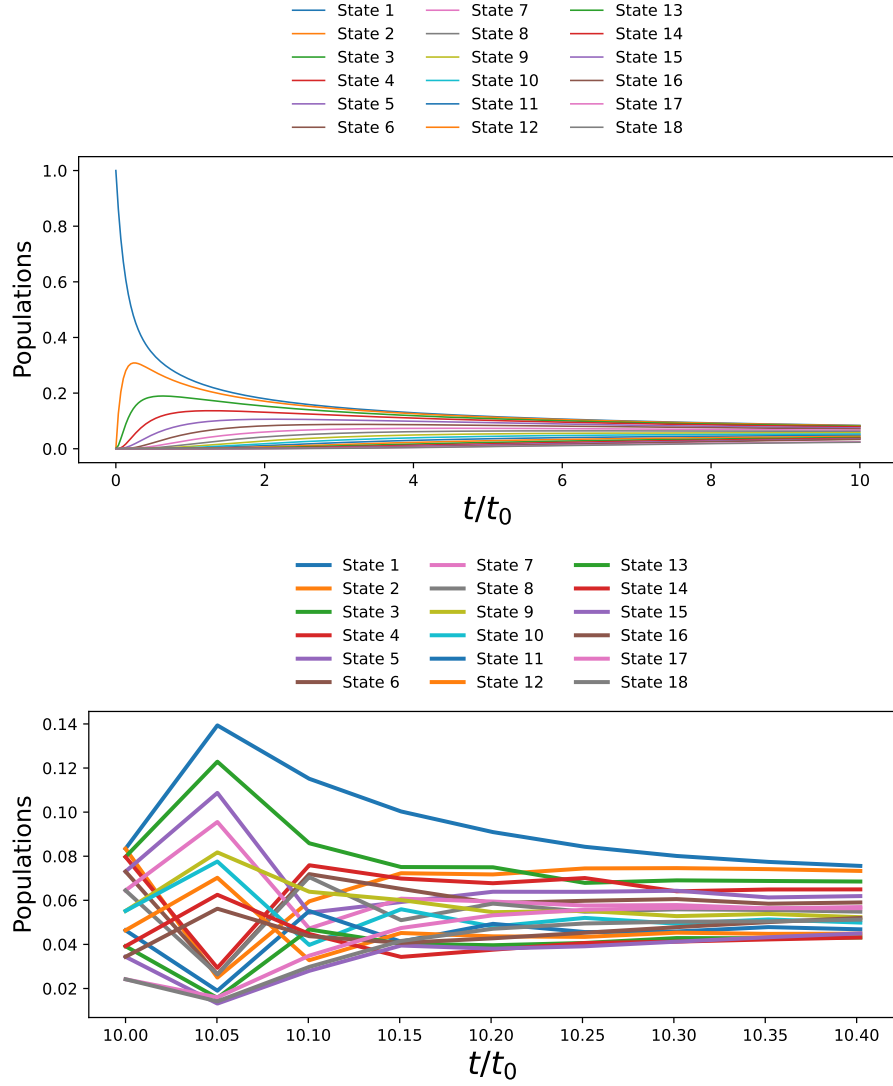 State 1 State 7 State 13
State 2 State 8 State 14
State 3 State 9 State 15
State 4 State 10 State 16
State 5 State 11 State 17
State 6 State 12 State 18
1.0
0.8
0.6
0.4
0.2
0.0
Populations
0 2 4 6 8 10
t/t0
State 1 State 7 State 13
State 2 State 8 State 14
State 3 State 9 State 15
State 4 State 10 State 16
State 5 State 11 State 17
State 6 State 12 State 18
0.14
0.12
0.10
0.08
0.06
0.04
0.02
Populations
10.00 10.05 10.10 10.15 10.20 10.25 10.30 10.35 10.40
t/t0